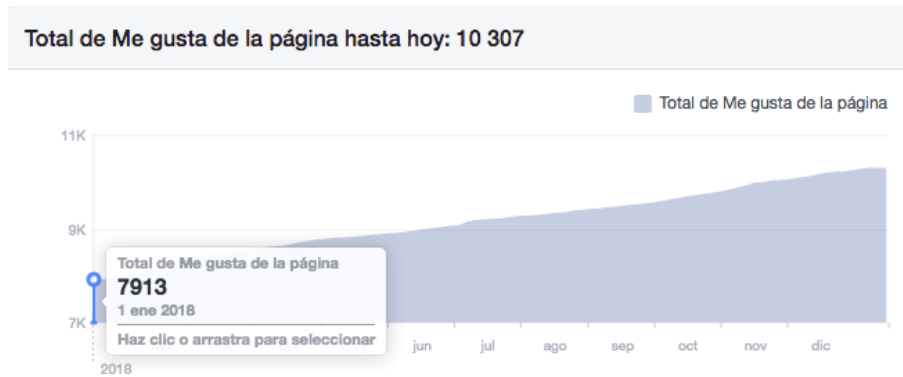 Total de Me gusta de la página hasta hoy: 10 307
Total de Me gusta de la página
11K
9K
Total de Me gusta de la página
7913
1 ene 2018
7K
Haz clic o arrastra para seleccionar
jun jul ago sep oct nov dic
2018